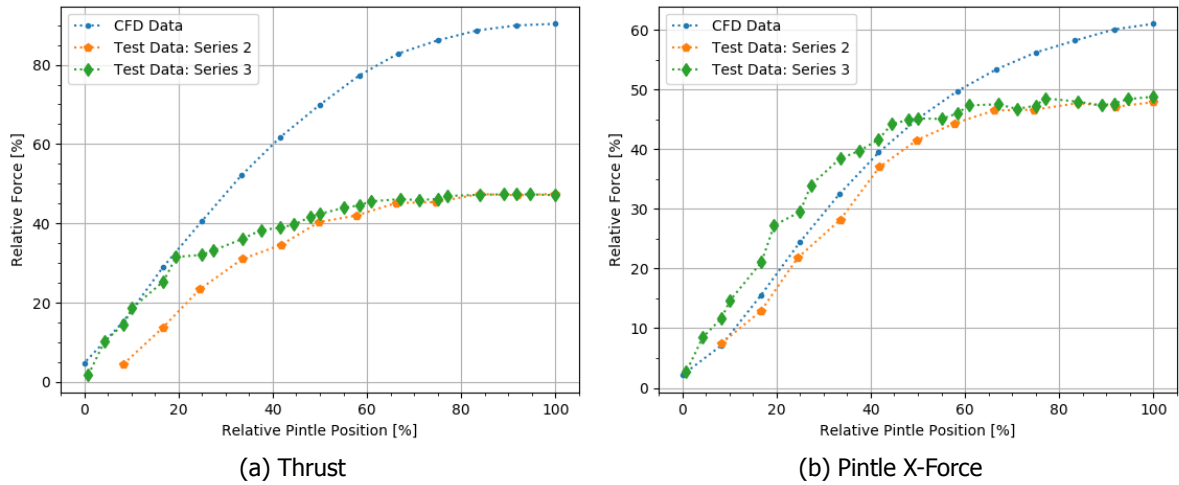 CFD Data
Test Data: Series 2
Test Data: Series 3
80
60
40
20
0
Relative Force [%]
0 20 40 60 80 100
Relative Pintle Position [%]
(a) Thrust
CFD Data
Test Data: Series 2
Test Data: Series 3
60
50
40
30
20
10
0
Relative Force [%]
0 20 40 60 80 100
Relative Pintle Position [%]
(b) Pintle X-Force